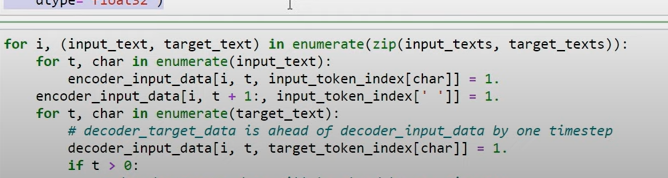 dtype='float32')
for i, (input_text, target_text) in enumerate(zip(input_texts, target_texts)):
    for t, char in enumerate(input_text):
        encoder_input_data[i, t, input_token_index[char]] = 1.
    encoder_input_data[i, t + 1:, input_token_index[' ']] = 1.
    for t, char in enumerate(target_text):
        # decoder_target_data is ahead of decoder_input_data by one timestep
        decoder_input_data[i, t, target_token_index[char]] = 1.
        if t > 0: